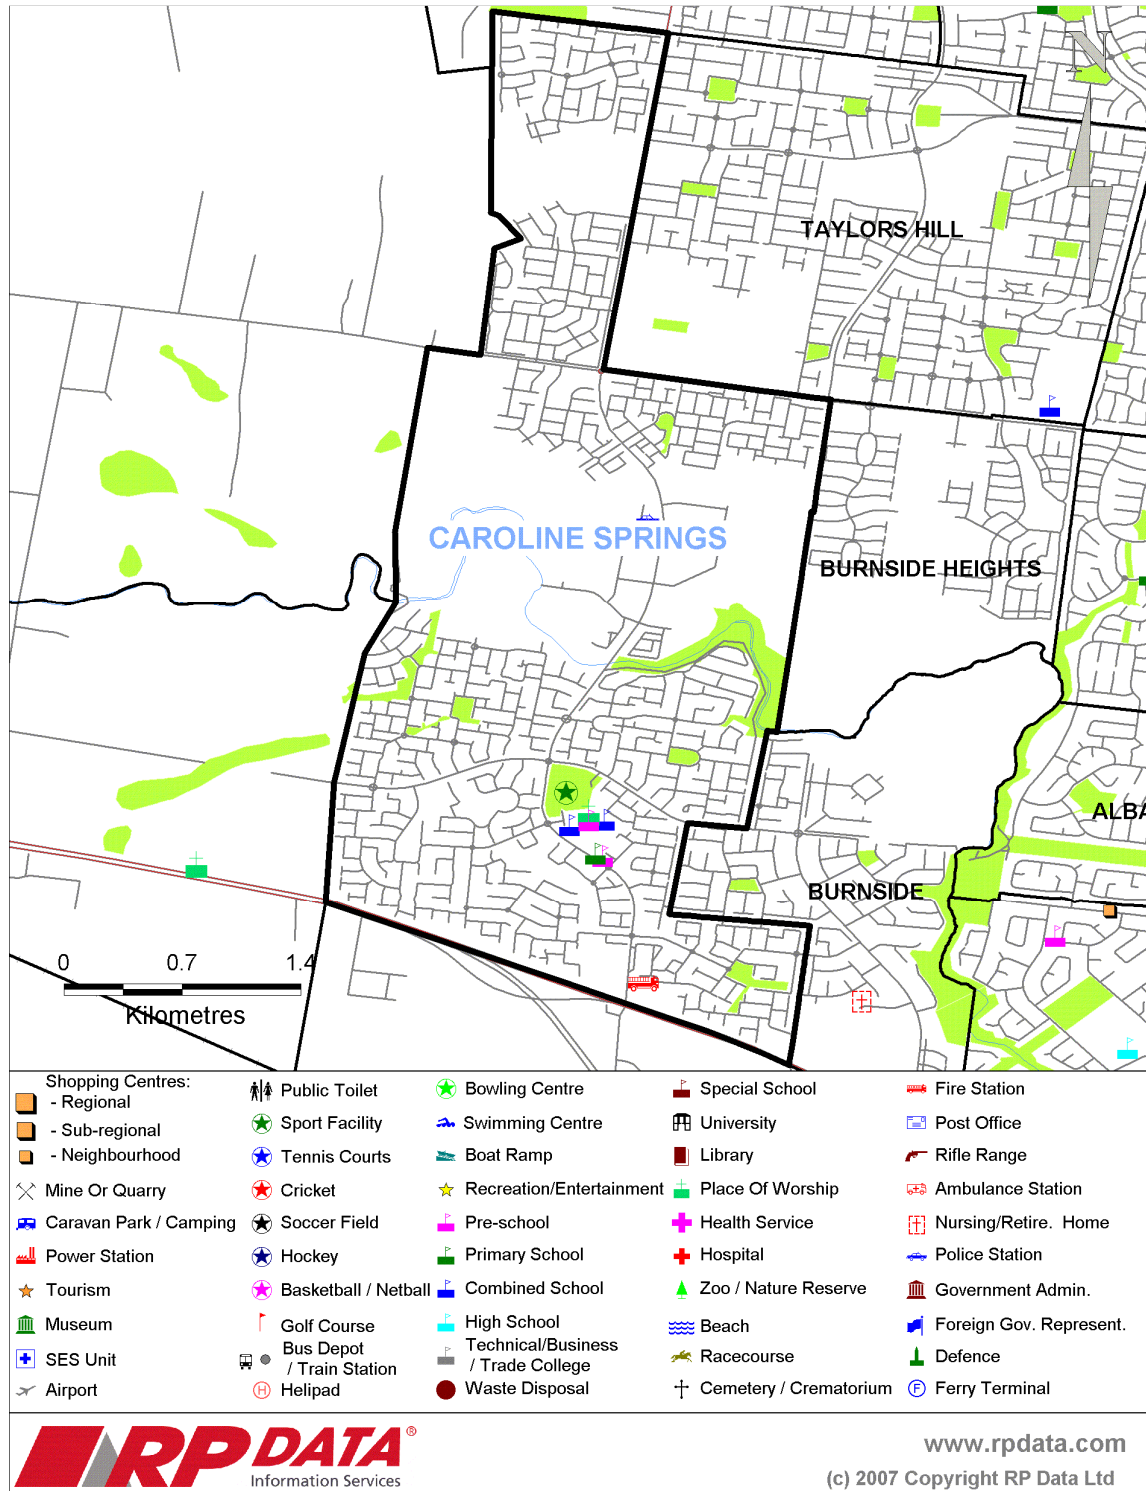 N
TAYLORS HILL
CAROLINE SPRINGS
BURNSIDE HEIGHTS
ALBA
BURNSIDE
0 0.7 1.4
Kilometres
Shopping Centres:
- Regional
- Sub-regional
- Neighbourhood
Mine Or Quarry
Caravan Park / Camping
Power Station
Tourism
Museum
SES Unit
Airport
Public Toilet
Sport Facility
Tennis Courts
Cricket
Soccer Field
Hockey
Basketball / Netball
Golf Course
Bus Depot
/ Train Station
H Helipad
Bowling Centre
Swimming Centre
Boat Ramp
Recreation/Entertainment
Pre-school
Primary School
Combined School
High School
Technical/Business
/ Trade College
Waste Disposal
Special School
University
Library
Place Of Worship
Health Service
Hospital
Zoo / Nature Reserve
Beach
Racecourse
Cemetery / Crematorium
Fire Station
Post Office
Rifle Range
Ambulance Station
Nursing/Retire. Home
Police Station
Government Admin.
Foreign Gov. Represent.
Defence
F Ferry Terminal
RP DATA®
Information Services
www.rpdata.com
(c) 2007 Copyright RP Data Ltd